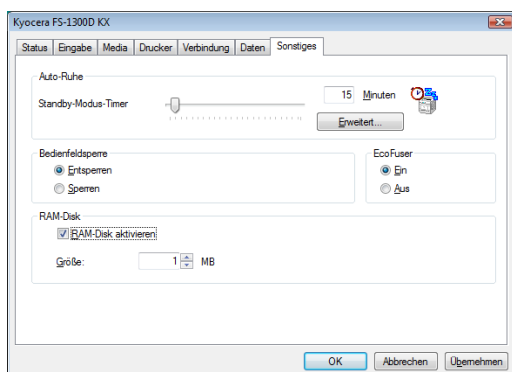 Kyocera FS-1300D KX
Status Eingabe Media Drucker Verbindung Daten Sonstiges
Auto-Ruhe
Standby-Modus-Timer 15 Minuten
Erweitert...
Bedienfeldsperre EcoFuser
Entsperren Ein
Sperren Aus
RAM-Disk
RAM-Disk aktivieren
Größe: 1 MB
OK Abbrechen Übernehmen